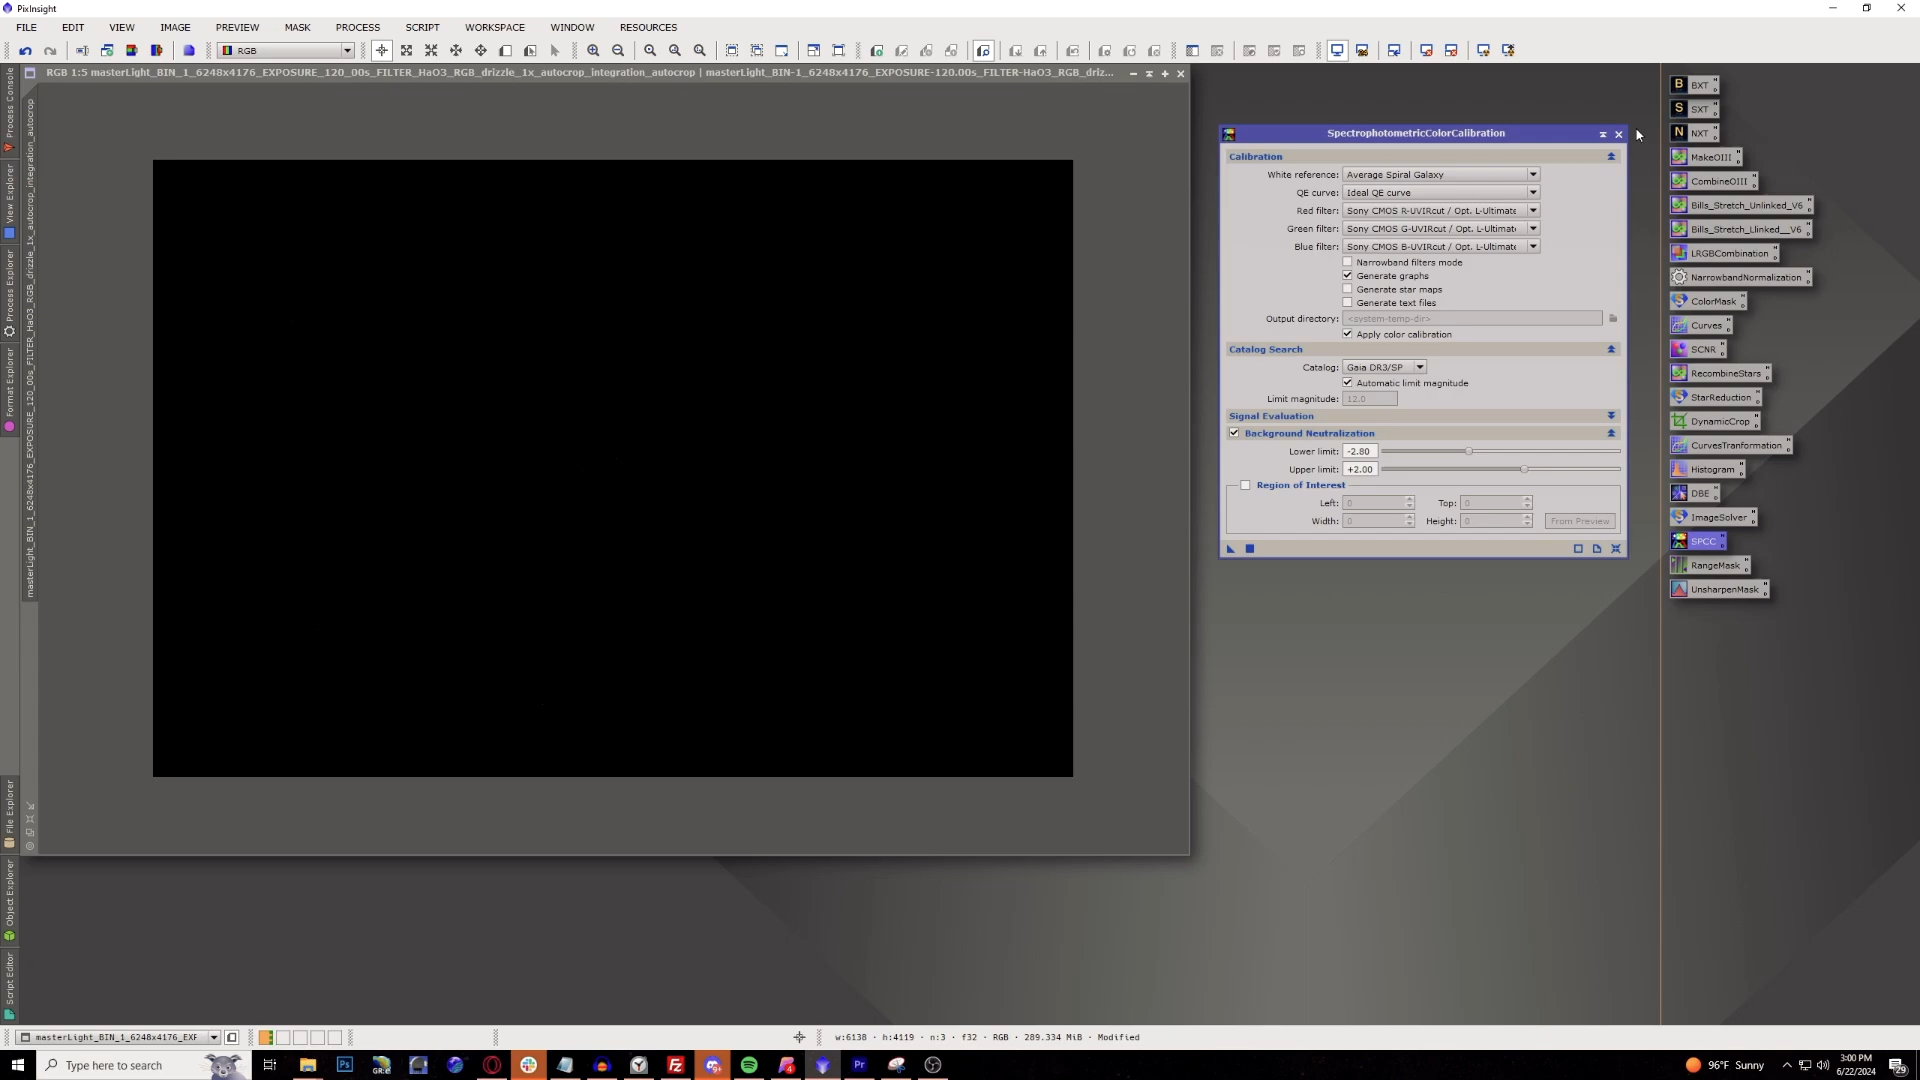 PixInsight
FILE EDIT VIEW IMAGE PROCESS PREVIEW MASK PROCESS SCRIPT WORKSPACE WINDOW RESOURCES
RGB
RGB 1:5 masterLight_BIN_1_6248x4176_EXPOSURE_120_00s_FILTER_HaO3_RGB_drizzle_1x_autocrop_integration_autocrop | masterLight_BIN-1_6248x4176_EXPOSURE-120.00s_FILTER-HaO3_RGB_driz...
Process Console
View Explorer
Process Explorer
Format Explorer
File Explorer
Object Explorer
Script Editor
masterLight_BIN_1_6248x4176_EXPOSURE_120_00s_FILTER_HaO3_RGB_drizzle_1x_autocrop_integration_autocrop
SpectrophotometricColorCalibration
Calibration
White reference: Average Spiral Galaxy
QE curve: Ideal QE curve
Red filter: Sony CMOS R-UVIRcut / Opt. L-Ultimate
Green filter: Sony CMOS G-UVIRcut / Opt. L-Ultimate
Blue filter: Sony CMOS B-UVIRcut / Opt. L-Ultimate
Narrowband filters mode
Generate graphs
Generate star maps
Generate text files
Output directory: <system-temp-dir>
Apply color calibration
Catalog Search
Catalog: Gaia DR3/SP
Automatic limit magnitude
Limit magnitude: 12.0
Signal Evaluation
Background Neutralization
Lower limit: -2.80
Upper limit: +2.00
Region of Interest
Left: 0 Top: 0
Width: 0 Height: 0 From Preview
B BXT
S SXT
N NXT
MakeOIII
CombineOIII
Bills_Stretch_Unlinked_V6
Bills_Stretch_Llinked__V6
LRGBCombination
NarrowbandNormalization
ColorMask
Curves
SCNR
RecombineStars
StarReduction
DynamicCrop
CurvesTranformation
Histogram
DBE
ImageSolver
SPCC
RangeMask
UnsharpenMask
masterLight_BIN_1_6248x4176_EXF
w:6138 · h:4119 · n:3 · f32 · RGB · 289.334 MiB · Modified
Type here to search
96°F Sunny
3:00 PM
6/22/2024
29